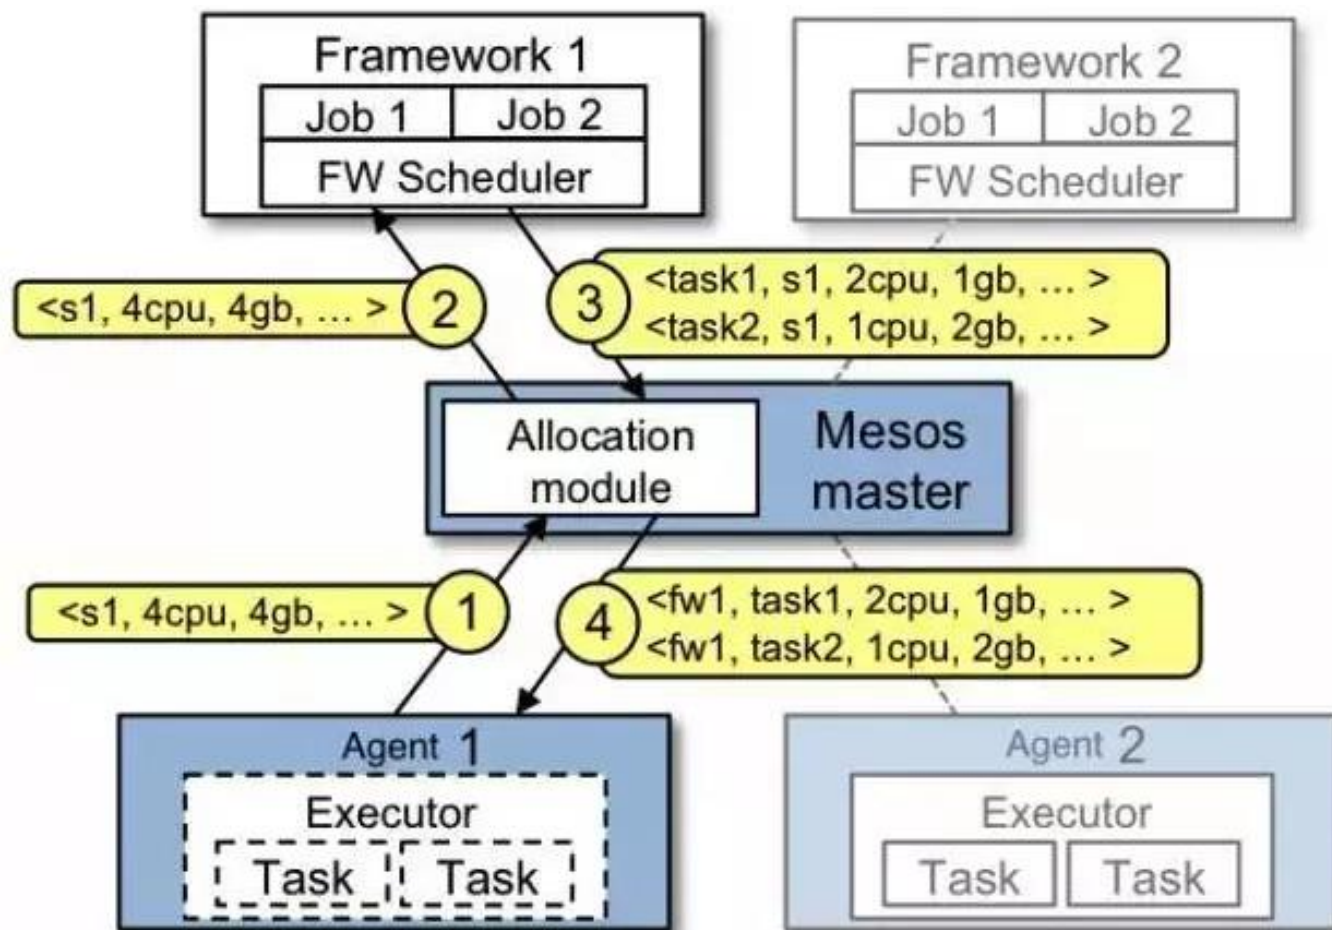 Framework 1
Job 1
Job 2
FW Scheduler
Framework 2
Job 1
Job 2
FW Scheduler
<s1, 4cpu, 4gb, ... >
2
3
<task1, s1, 2cpu, 1gb, ... >
<task2, s1, 1cpu, 2gb, ... >
Allocation
module
Mesos
master
<s1, 4cpu, 4gb, ... >
1
4
<fw1, task1, 2cpu, 1gb, ... >
<fw1, task2, 1cpu, 2gb, ... >
Agent 1
Executor
Task
Task
Agent 2
Executor
Task
Task